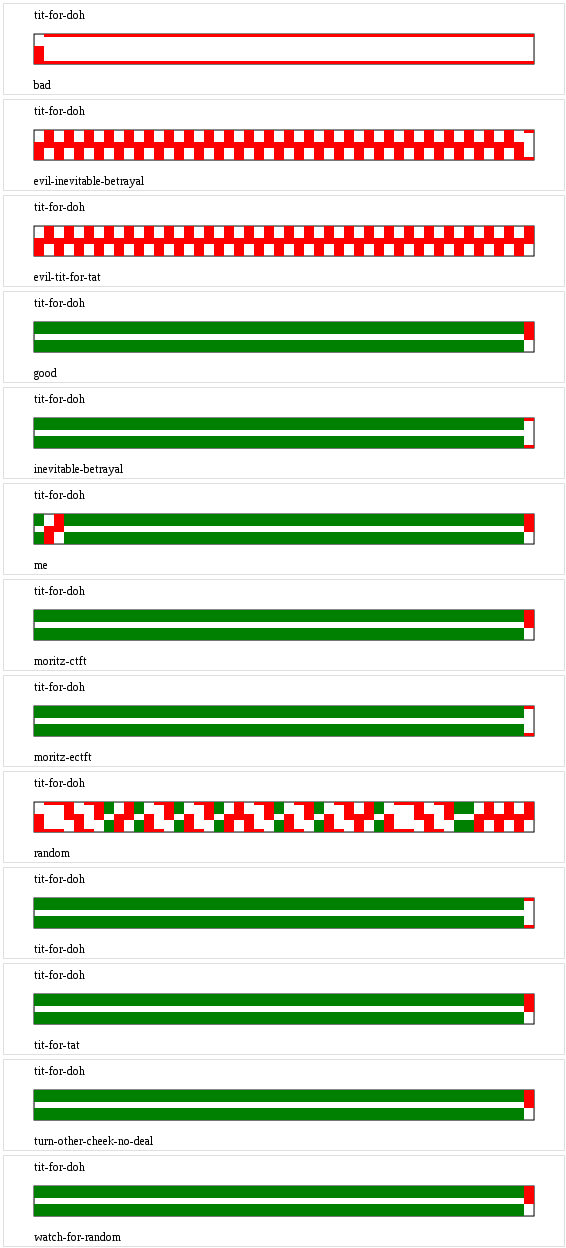 tit-for-doh
bad
tit-for-doh
evil-inevitable-betrayal
tit-for-doh
evil-tit-for-tat
tit-for-doh
good
tit-for-doh
inevitable-betrayal
tit-for-doh
me
tit-for-doh
moritz-ctft
tit-for-doh
moritz-ectft
tit-for-doh
random
tit-for-doh
tit-for-doh
tit-for-doh
tit-for-tat
tit-for-doh
turn-other-cheek-no-deal
tit-for-doh
watch-for-random